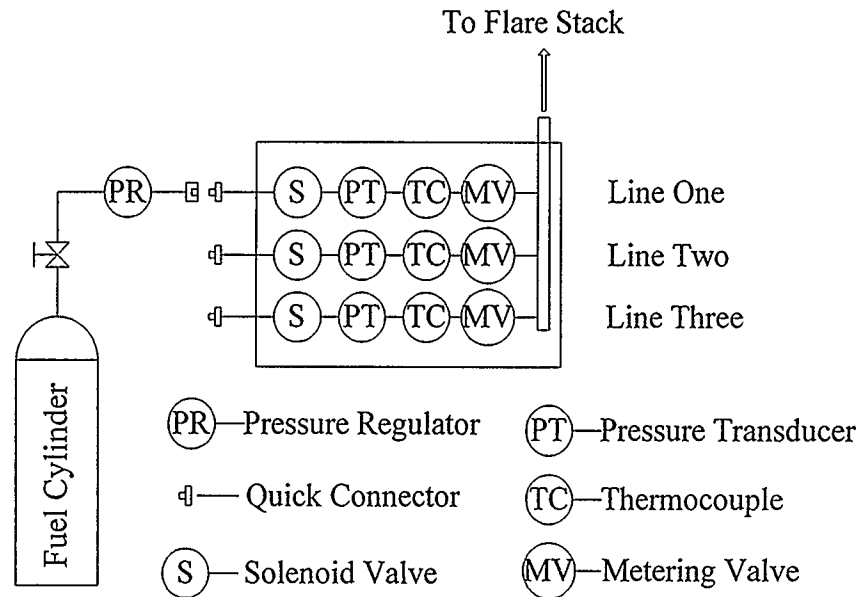 To Flare Stack
PR S PT TC MV Line One
S PT TC MV Line Two
S PT TC MV Line Three
Fuel Cylinder
PR Pressure Regulator
PT Pressure Transducer
Quick Connector
TC Thermocouple
S Solenoid Valve
MV Metering Valve